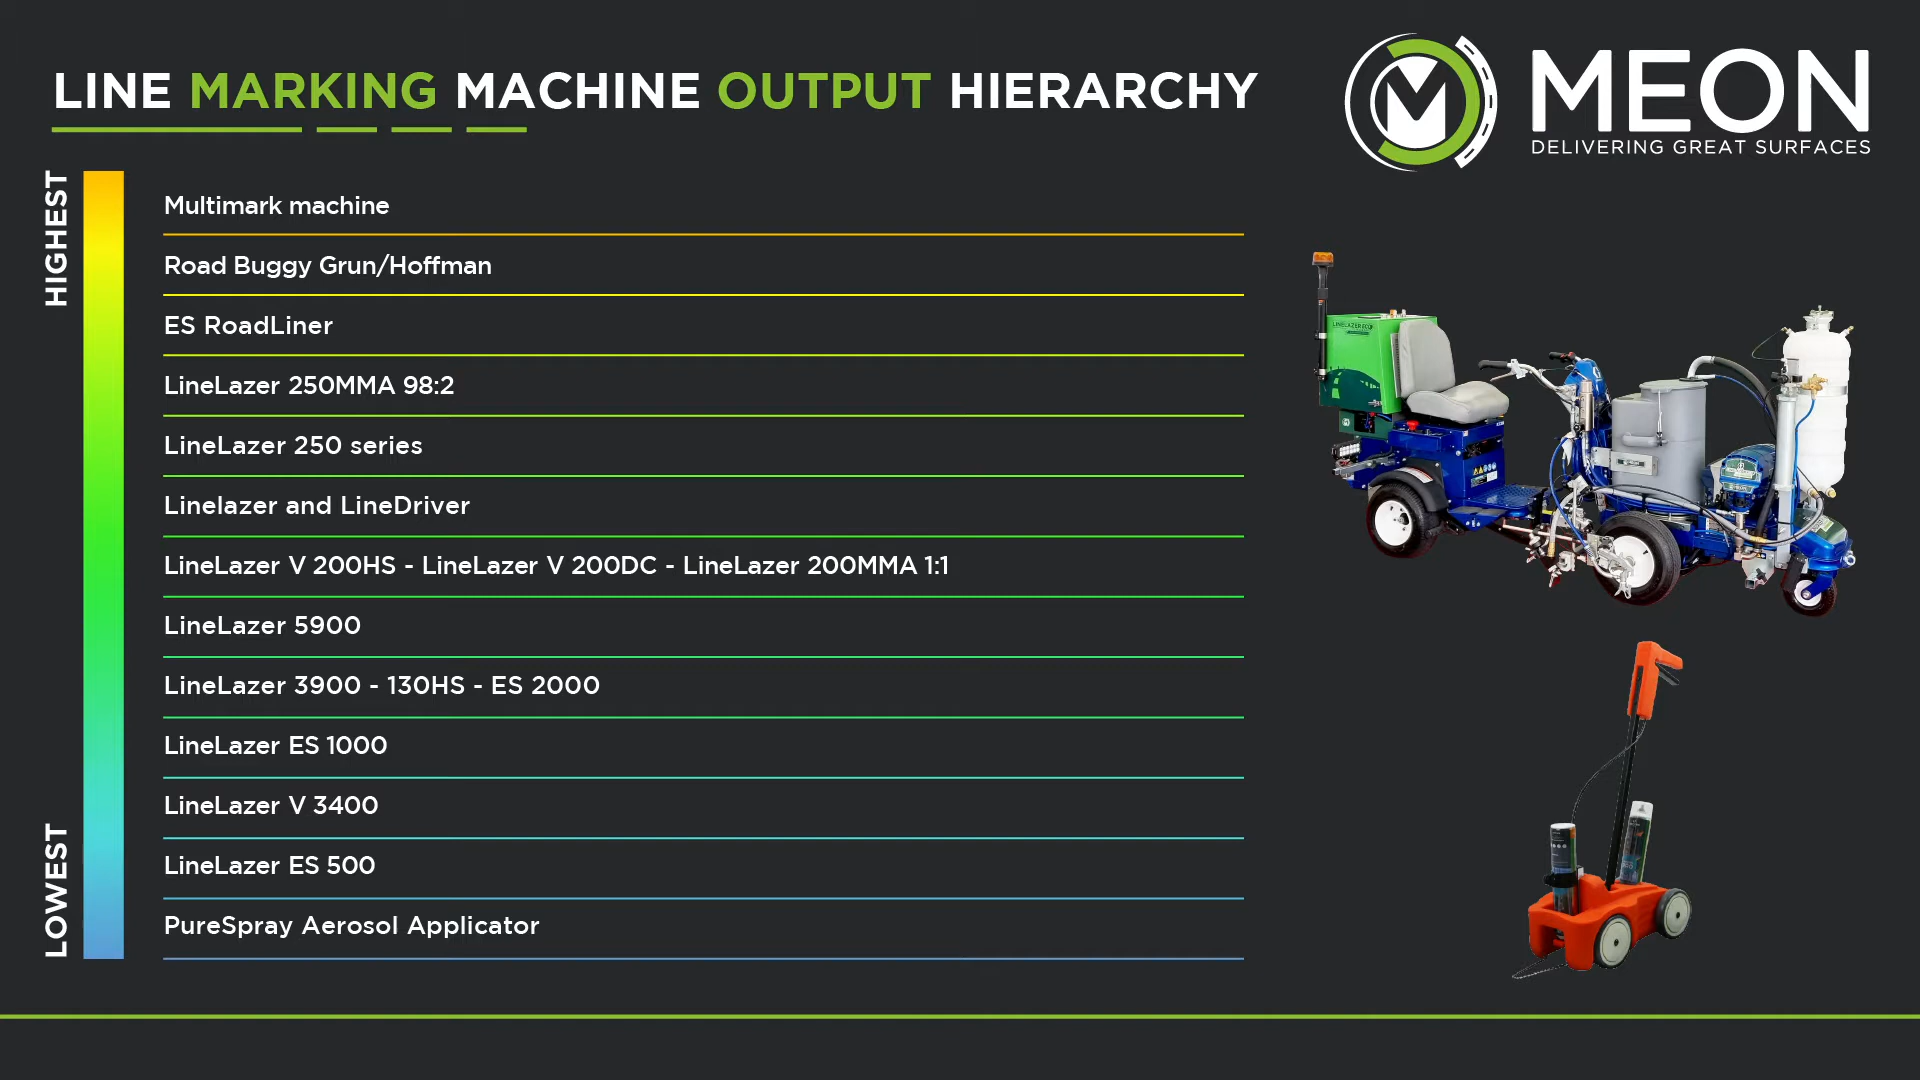 LINE MARKING MACHINE OUTPUT HIERARCHY
MEON
DELIVERING GREAT SURFACES
HIGHEST
Multimark machine
Road Buggy Grun/Hoffman
ES RoadLiner
LineLazer 250MMA 98:2
LineLazer 250 series
Linelazer and LineDriver
LineLazer V 200HS - LineLazer V 200DC - LineLazer 200MMA 1:1
LineLazer 5900
LineLazer 3900 - 130HS - ES 2000
LineLazer ES 1000
LineLazer V 3400
LineLazer ES 500
PureSpray Aerosol Applicator
LOWEST